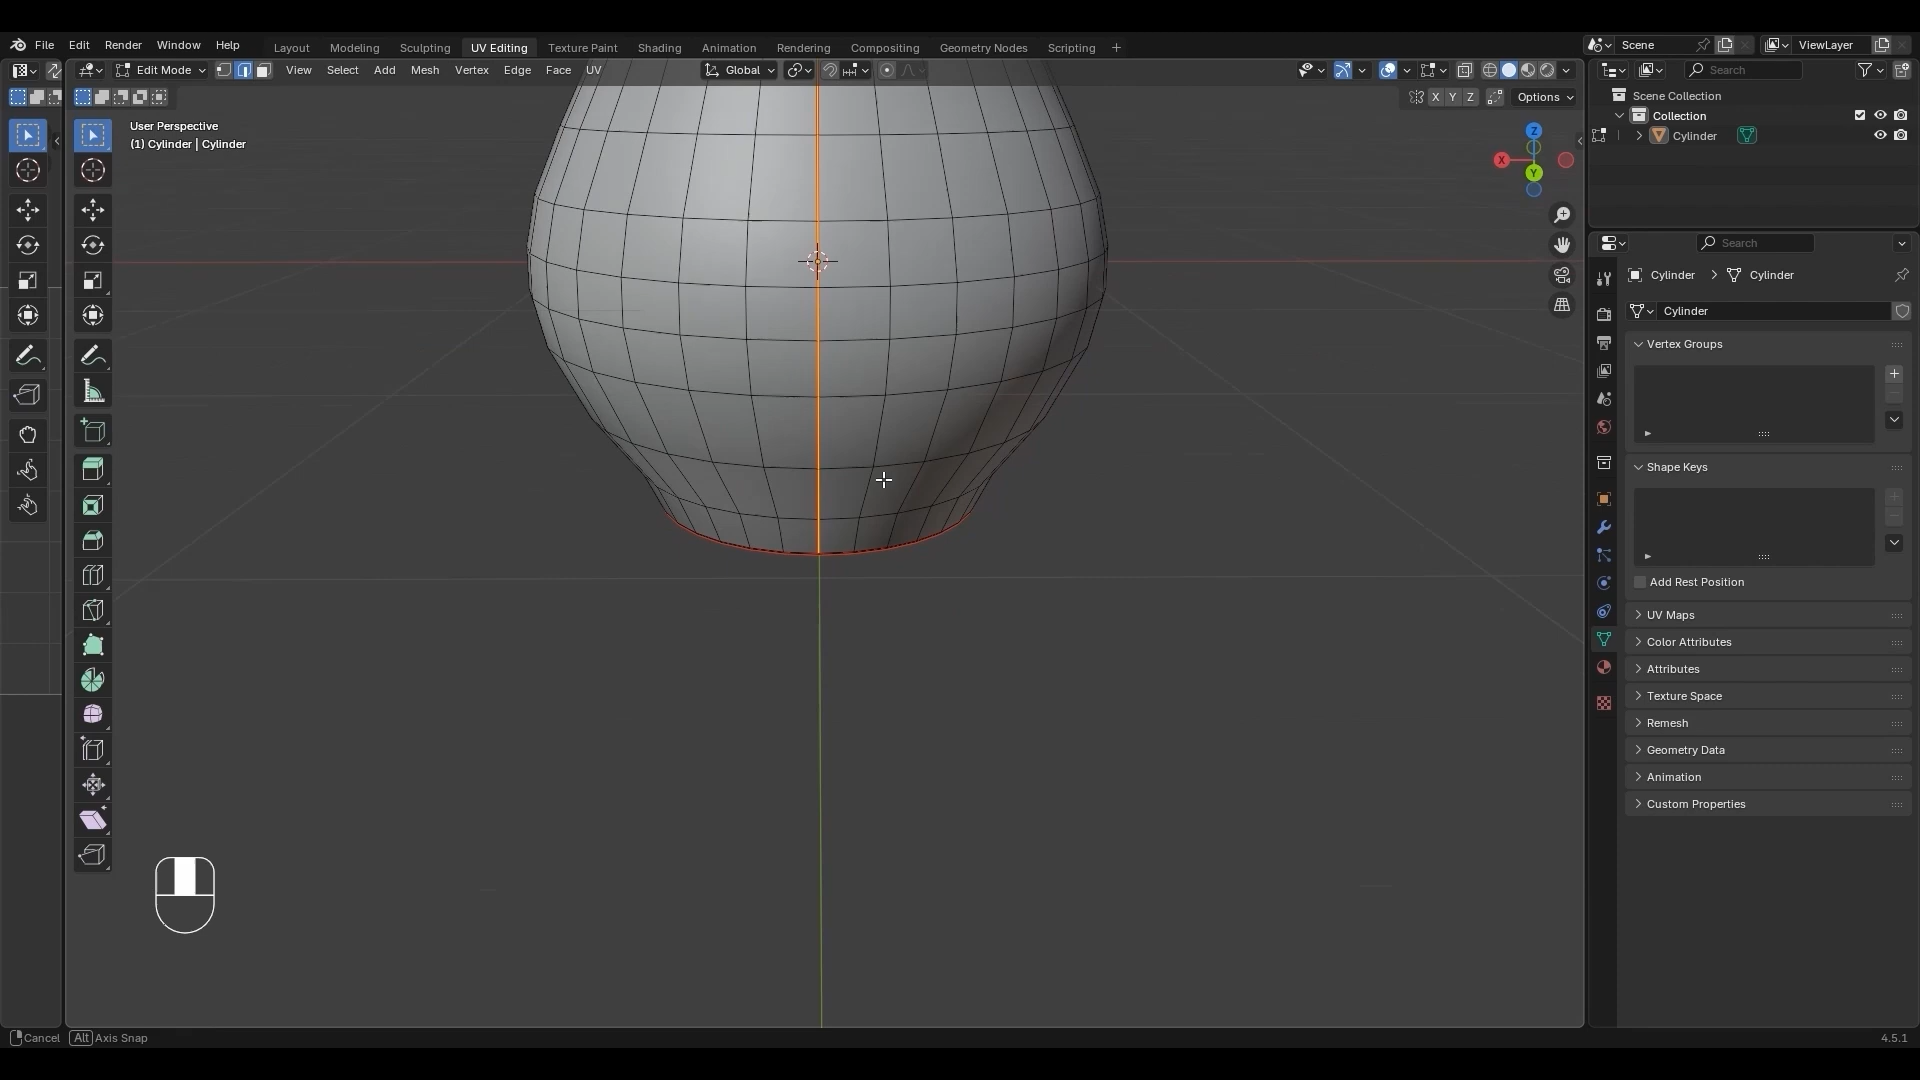 File Edit Render Window Help Layout Modeling Sculpting UV Editing Texture Paint Shading Animation Rendering Compositing Geometry Nodes Scripting + Scene ViewLayer
Edit Mode View Select Add Mesh Vertex Edge Face UV Global Search
X Y Z Options
User Perspective
(1) Cylinder | Cylinder
Z
X
Y
Scene Collection
Collection
Cylinder
Search
Cylinder Cylinder
Cylinder
Vertex Groups
Shape Keys
Add Rest Position
UV Maps
Color Attributes
Attributes
Texture Space
Remesh
Geometry Data
Animation
Custom Properties
Cancel Alt Axis Snap 4.5.1